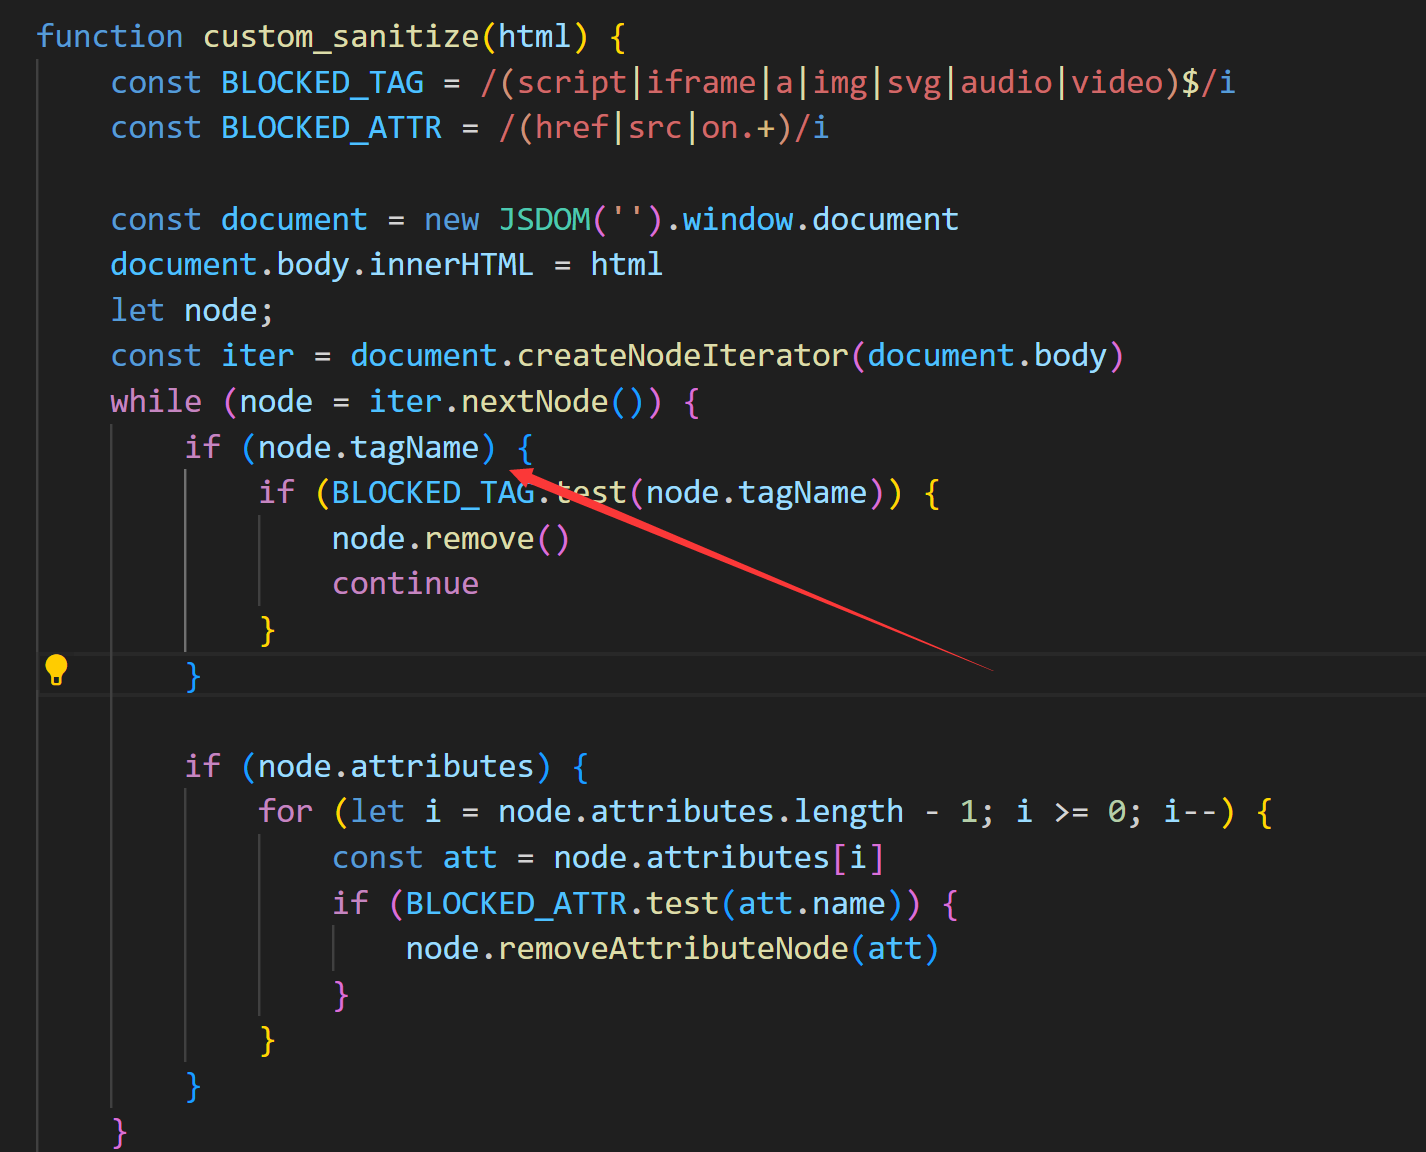 function custom_sanitize(html) {
    const BLOCKED_TAG = /(script|iframe|a|img|svg|audio|video)$/i
    const BLOCKED_ATTR = /(href|src|on.+)/i

    const document = new JSDOM('').window.document
    document.body.innerHTML = html
    let node;
    const iter = document.createNodeIterator(document.body)
    while (node = iter.nextNode()) {
        if (node.tagName) {
            if (BLOCKED_TAG.test(node.tagName)) {
                node.remove()
                continue
            }
        }

        if (node.attributes) {
            for (let i = node.attributes.length - 1; i >= 0; i--) {
                const att = node.attributes[i]
                if (BLOCKED_ATTR.test(att.name)) {
                    node.removeAttributeNode(att)
                }
            }
        }
    }